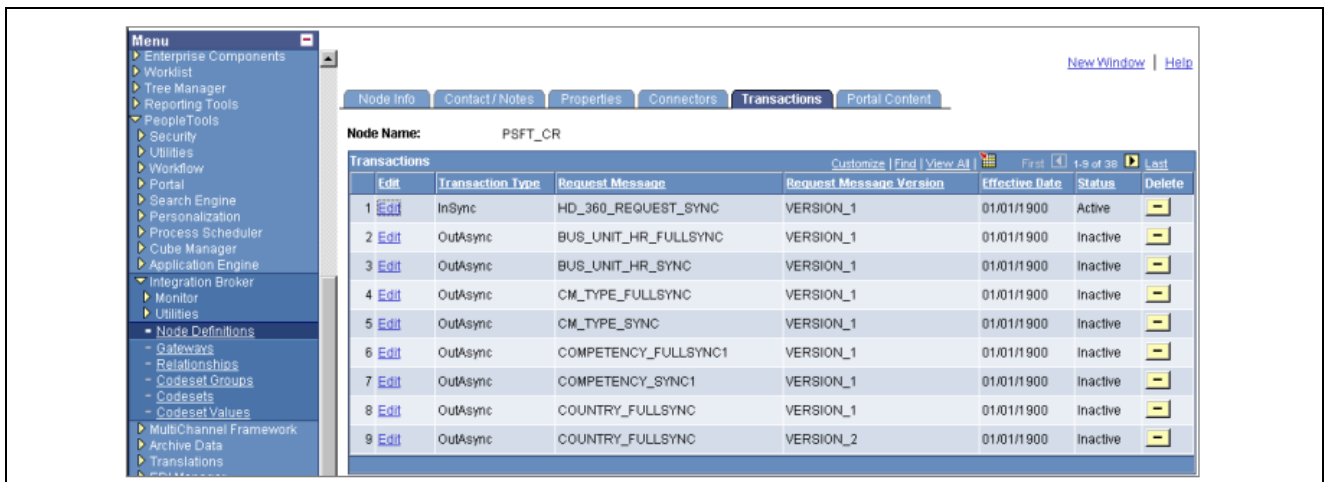 Menu
Enterprise Components
Worklist
Tree Manager
Reporting Tools
PeopleTools
Security
Utilities
Workflow
Portal
Search Engine
Personalization
Process Scheduler
Cube Manager
Application Engine
Integration Broker
Monitor
Utilities
Node Definitions
Gateways
Relationships
Codeset Groups
Codesets
Codeset Values
MultiChannel Framework
Archive Data
Translations
New Window | Help
Node Info Contact / Notes Properties Connectors Transactions Portal Content
Node Name: PSFT_CR
Transactions Customize | Find | View All | First 1-9 of 38 Last
Edit Transaction Type Request Message Request Message Version Effective Date Status Delete
1 Edit InSync HD_360_REQUEST_SYNC VERSION_1 01/01/1900 Active
2 Edit OutAsync BUS_UNIT_HR_FULLSYNC VERSION_1 01/01/1900 Inactive
3 Edit OutAsync BUS_UNIT_HR_SYNC VERSION_1 01/01/1900 Inactive
4 Edit OutAsync CM_TYPE_FULLSYNC VERSION_1 01/01/1900 Inactive
5 Edit OutAsync CM_TYPE_SYNC VERSION_1 01/01/1900 Inactive
6 Edit OutAsync COMPETENCY_FULLSYNC1 VERSION_1 01/01/1900 Inactive
7 Edit OutAsync COMPETENCY_SYNC1 VERSION_1 01/01/1900 Inactive
8 Edit OutAsync COUNTRY_FULLSYNC VERSION_1 01/01/1900 Inactive
9 Edit OutAsync COUNTRY_FULLSYNC VERSION_2 01/01/1900 Inactive